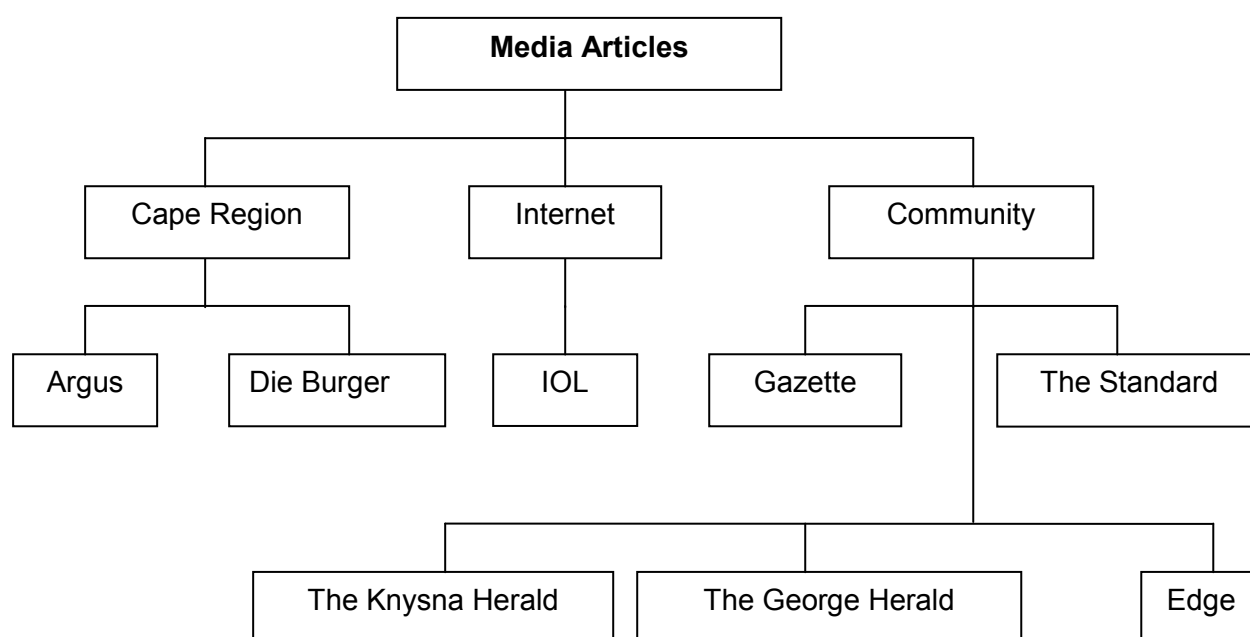 Media Articles
Cape Region
Internet
Community
Argus
Die Burger
IOL
Gazette
The Standard
The Knysna Herald
The George Herald
Edge